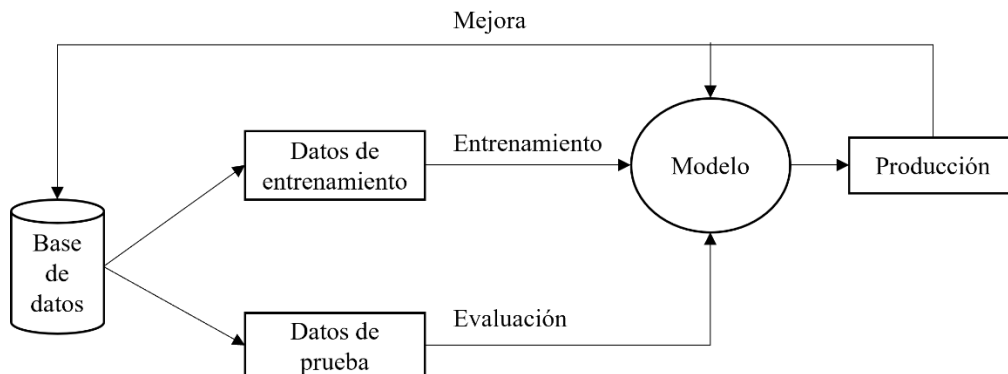 Mejora
Datos de
entrenamiento
Entrenamiento
Modelo
Producción
Base
de
datos
Datos de
prueba
Evaluación